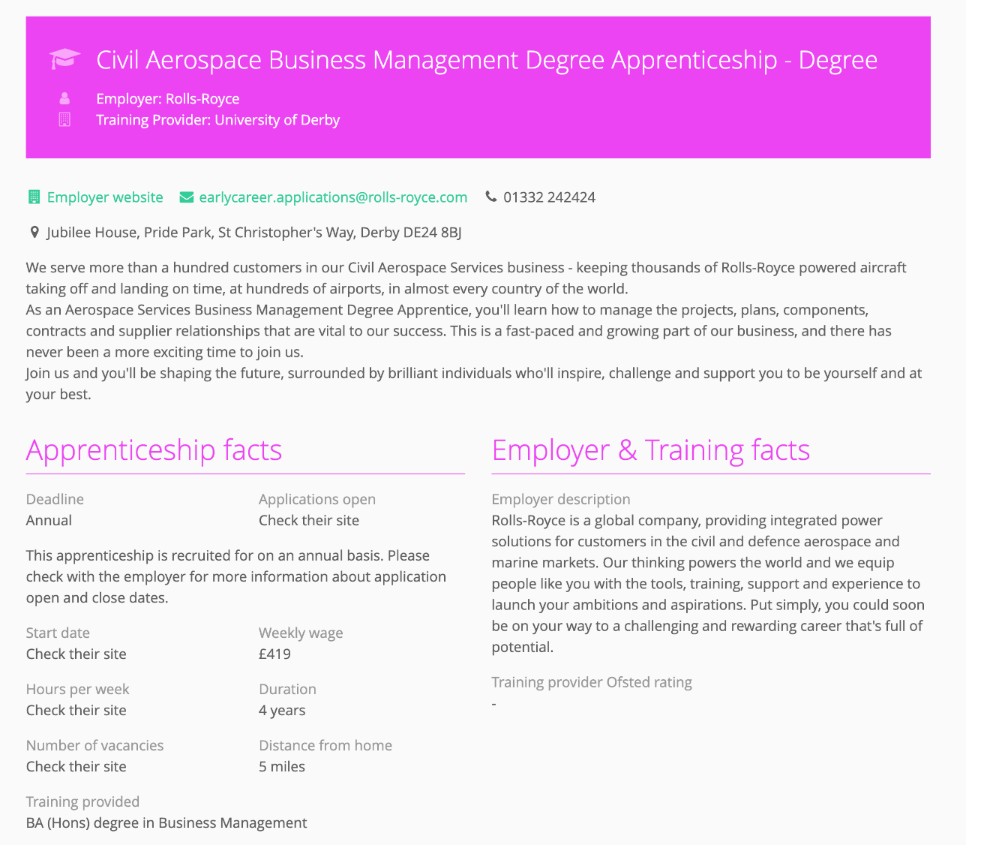 Civil Aerospace Business Management Degree Apprenticeship - Degree
Employer: Rolls-Royce
Training Provider: University of Derby
Employer website earlycareer.applications@rolls-royce.com 01332 242424
Jubilee House, Pride Park, St Christopher's Way, Derby DE24 8BJ
We serve more than a hundred customers in our Civil Aerospace Services business - keeping thousands of Rolls-Royce powered aircraft
taking off and landing on time, at hundreds of airports, in almost every country of the world.
As an Aerospace Services Business Management Degree Apprentice, you'll learn how to manage the projects, plans, components,
contracts and supplier relationships that are vital to our success. This is a fast-paced and growing part of our business, and there has
never been a more exciting time to join us.
Join us and you'll be shaping the future, surrounded by brilliant individuals who'll inspire, challenge and support you to be yourself and at
your best.
Apprenticeship facts
Deadline
Annual
Applications open
Check their site
This apprenticeship is recruited for on an annual basis. Please
check with the employer for more information about application
open and close dates.
Start date
Check their site
Weekly wage
£419
Hours per week
Check their site
Duration
4 years
Number of vacancies
Check their site
Distance from home
5 miles
Training provided
BA (Hons) degree in Business Management
Employer & Training facts
Employer description
Rolls-Royce is a global company, providing integrated power
solutions for customers in the civil and defence aerospace and
marine markets. Our thinking powers the world and we equip
people like you with the tools, training, support and experience to
launch your ambitions and aspirations. Put simply, you could soon
be on your way to a challenging and rewarding career that's full of
potential.
Training provider Ofsted rating
-